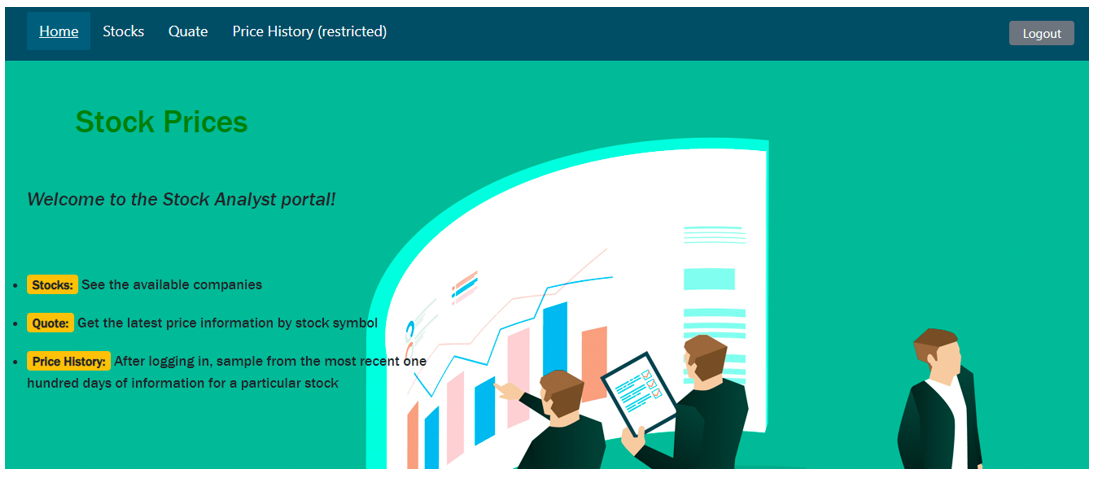 Home Stocks Quate Price History (restricted) Logout
Stock Prices
Welcome to the Stock Analyst portal!
Stocks: See the available companies
Quote: Get the latest price information by stock symbol
Price History: After logging in, sample from the most recent one
hundred days of information for a particular stock